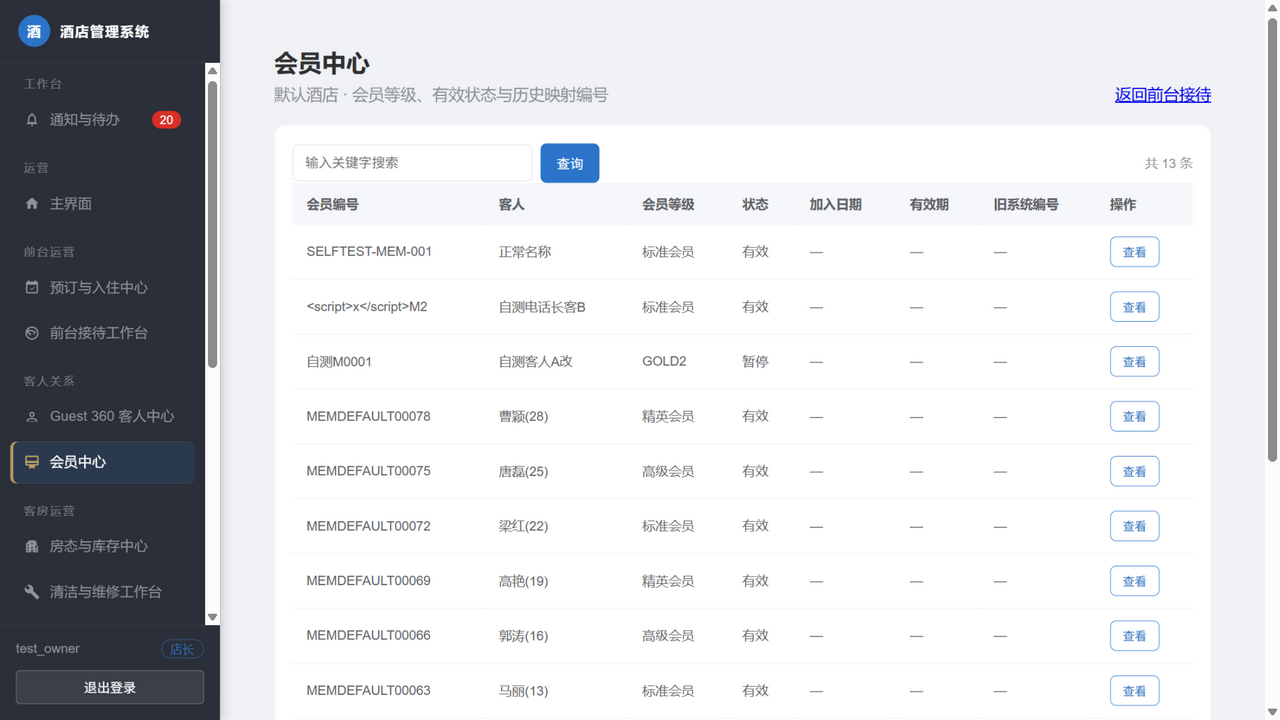 酒 酒店管理系统
工作台
通知与待办 20
运营
主界面
前台运营
预订与入住中心
前台接待工作台
客人关系
Guest 360 客人中心
会员中心
客房运营
房态与库存中心
清洁与维修工作台
test_owner 店长
退出登录
会员中心
默认酒店 · 会员等级、有效状态与历史映射编号
返回前台接待
输入关键字搜索 查询 共 13 条
会员编号 客人 会员等级 状态 加入日期 有效期 旧系统编号 操作
SELFTEST-MEM-001 正常名称 标准会员 有效 — — — 查看
<script>x</script>M2 自测电话长客B 标准会员 有效 — — — 查看
自测M0001 自测客人A改 GOLD2 暂停 — — — 查看
MEMDEFAULT00078 曹颖(28) 精英会员 有效 — — — 查看
MEMDEFAULT00075 唐磊(25) 高级会员 有效 — — — 查看
MEMDEFAULT00072 梁红(22) 标准会员 有效 — — — 查看
MEMDEFAULT00069 高艳(19) 精英会员 有效 — — — 查看
MEMDEFAULT00066 郭涛(16) 高级会员 有效 — — — 查看
MEMDEFAULT00063 马丽(13) 标准会员 有效 — — — 查看